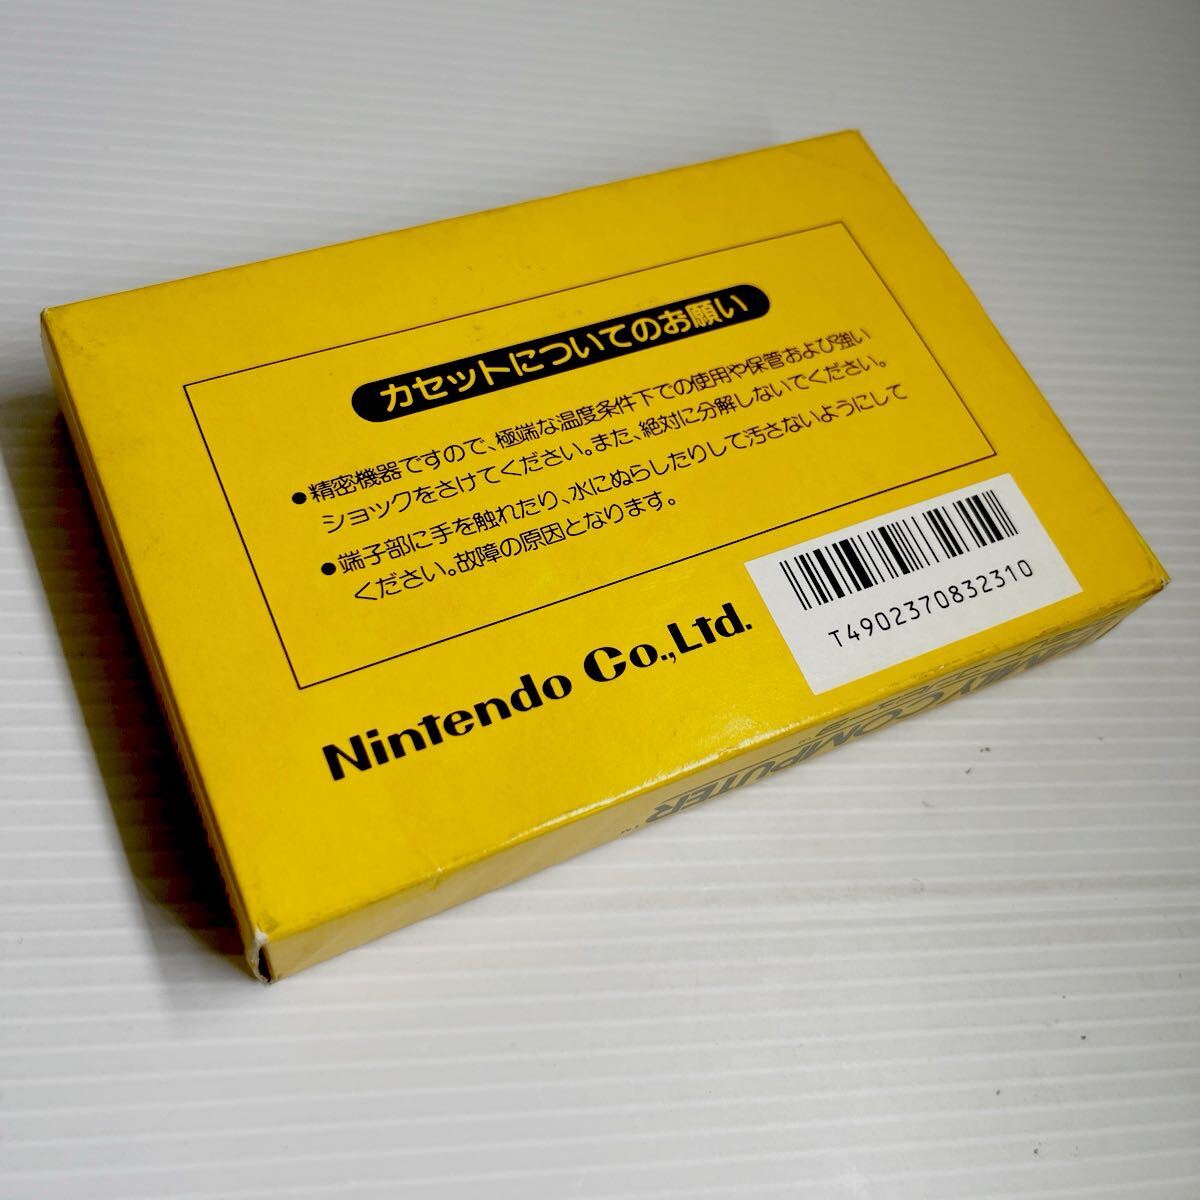 カセットについてのお願い
●精密機器ですので、極端な温度条件下での使用や保管および強い
ショックをさけてください。また、絶対に分解しないでください。
●端子部に手を触れたり、水にぬらしたりして汚さないようにして
ください。故障の原因となります。
Nintendo Co.,Ltd.
T4902370832310
FAMILY COMPUTER™